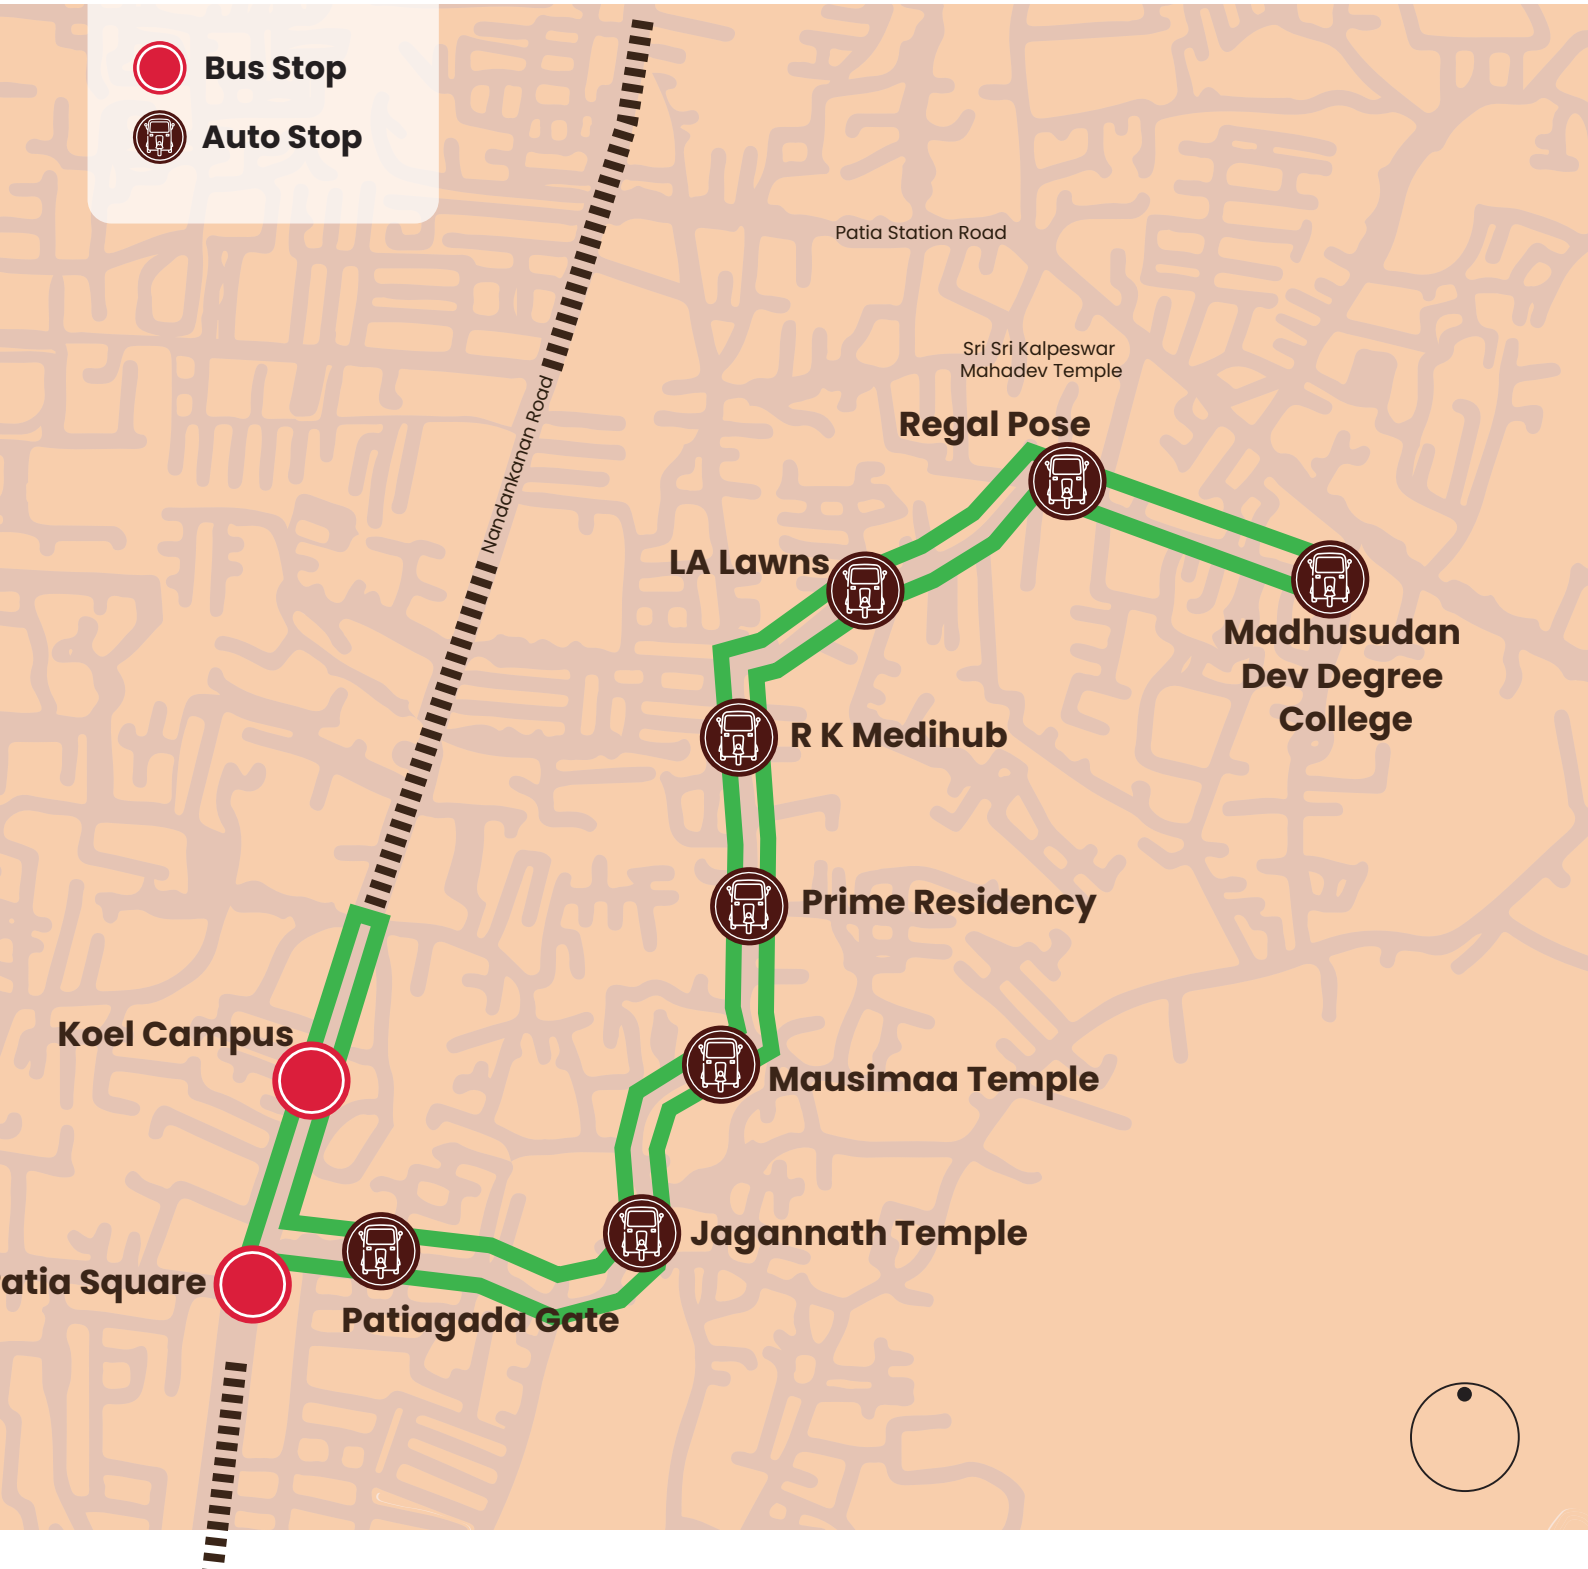 Bus Stop
Auto Stop
Patia Station Road
Sri Sri Kalpeswar
Mahadev Temple
Nandankanan Road
Regal Pose
LA Lawns
Madhusudan
Dev Degree
College
R K Medihub
Prime Residency
Koel Campus
Mausimaa Temple
Jagannath Temple
atia Square
Patiagada Gate